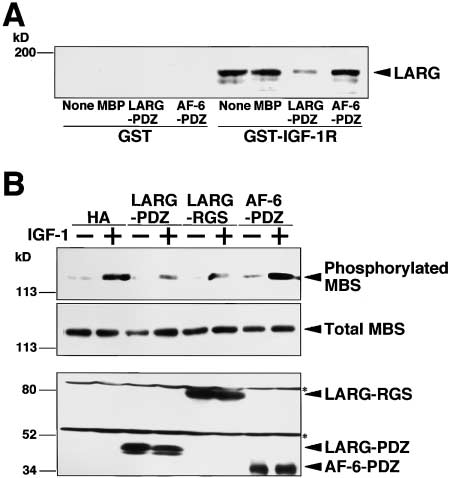 A
kD
200
LARG
None MBP LARG -PDZ AF-6 -PDZ None MBP LARG -PDZ AF-6 -PDZ
GST GST-IGF-1R
B
HA LARG -PDZ LARG -RGS AF-6 -PDZ
IGF-1 − + − + − + − +
kD
Phosphorylated MBS
113
Total MBS
113
80 *
LARG-RGS
52 *
LARG-PDZ
34 AF-6-PDZ